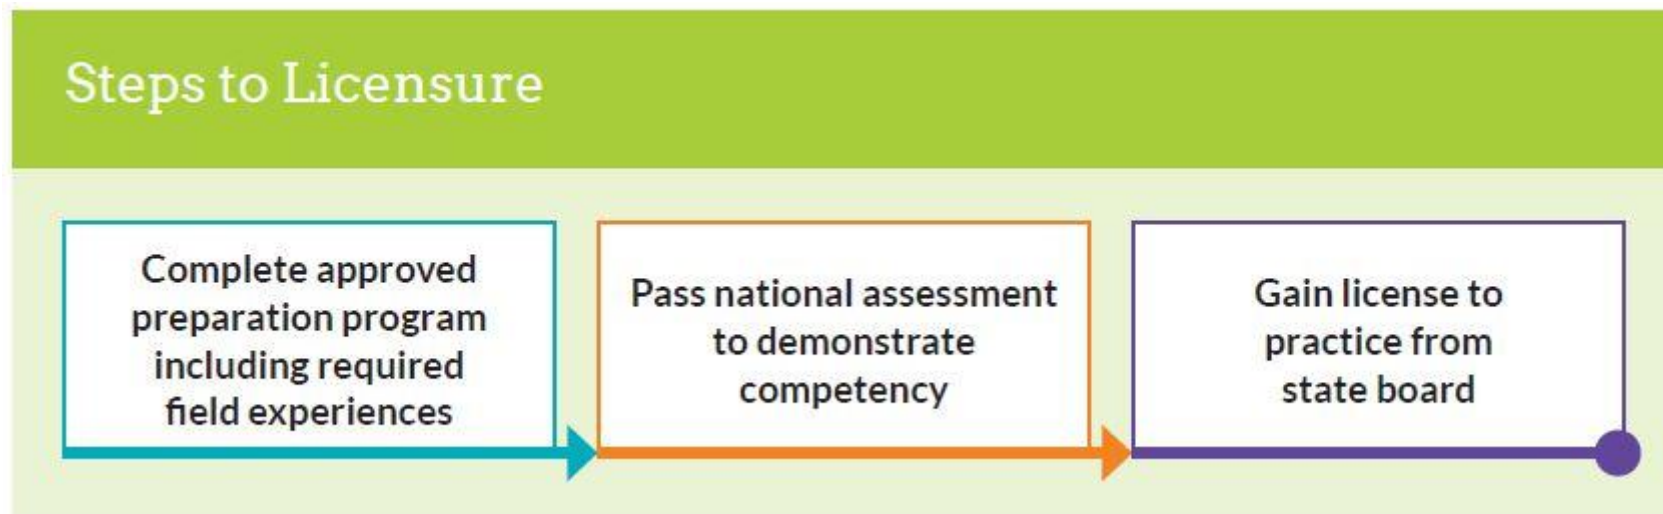 Steps to Licensure
Complete approved
preparation program
including required
field experiences
Pass national assessment
to demonstrate
competency
Gain license to
practice from
state board